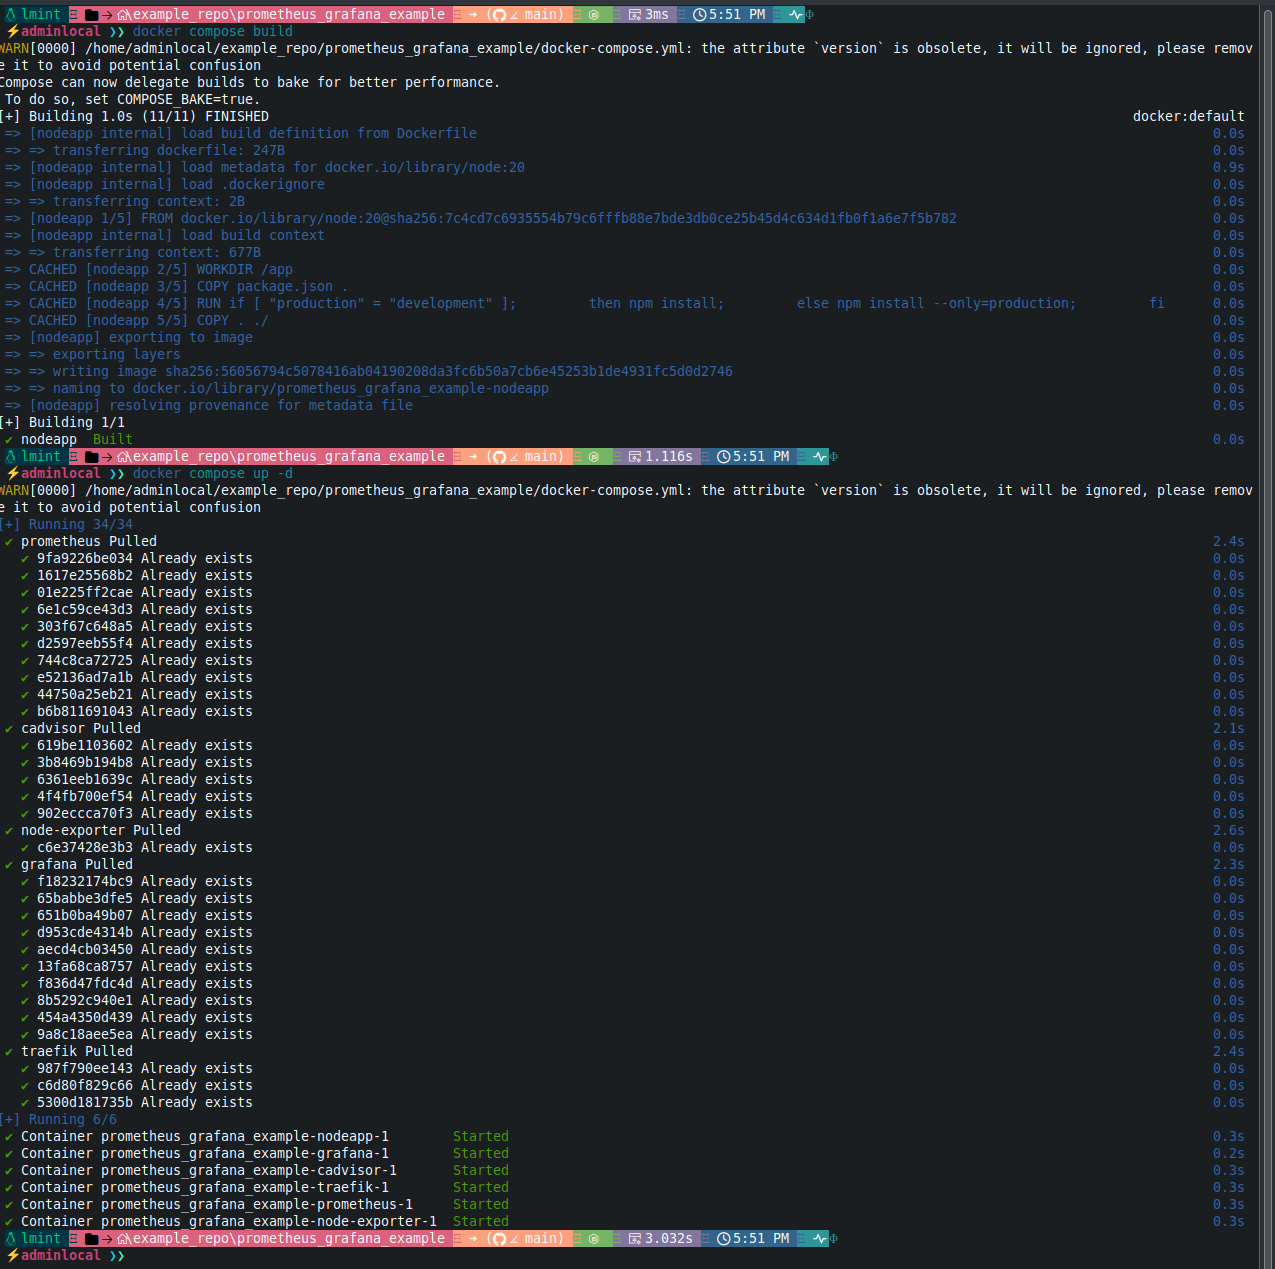 lmint example_repo\prometheus_grafana_example (main) 3ms 5:51 PM
adminlocal ❯❯ docker compose build
WARN[0000] /home/adminlocal/example_repo/prometheus_grafana_example/docker-compose.yml: the attribute `version` is obsolete, it will be ignored, please remov
e it to avoid potential confusion
Compose can now delegate builds to bake for better performance.
To do so, set COMPOSE_BAKE=true.
[+] Building 1.0s (11/11) FINISHED docker:default
=> [nodeapp internal] load build definition from Dockerfile 0.0s
=> => transferring dockerfile: 247B 0.0s
=> [nodeapp internal] load metadata for docker.io/library/node:20 0.9s
=> [nodeapp internal] load .dockerignore 0.0s
=> => transferring context: 2B 0.0s
=> [nodeapp 1/5] FROM docker.io/library/node:20@sha256:7c4cd7c6935554b79c6fffb88e7bde3db0ce25b45d4c634d1fb0f1a6e7f5b782 0.0s
=> [nodeapp internal] load build context 0.0s
=> => transferring context: 677B 0.0s
=> CACHED [nodeapp 2/5] WORKDIR /app 0.0s
=> CACHED [nodeapp 3/5] COPY package.json . 0.0s
=> CACHED [nodeapp 4/5] RUN if [ "production" = "development" ]; then npm install; else npm install --only=production; fi 0.0s
=> CACHED [nodeapp 5/5] COPY . ./ 0.0s
=> [nodeapp] exporting to image 0.0s
=> => exporting layers 0.0s
=> => writing image sha256:56056794c5078416ab04190208da3fc6b50a7cb6e45253b1de4931fc5d0d2746 0.0s
=> => naming to docker.io/library/prometheus_grafana_example-nodeapp 0.0s
=> [nodeapp] resolving provenance for metadata file 0.0s
[+] Building 1/1
✔ nodeapp Built 0.0s
lmint example_repo\prometheus_grafana_example (main) 1.116s 5:51 PM
adminlocal ❯❯ docker compose up -d
WARN[0000] /home/adminlocal/example_repo/prometheus_grafana_example/docker-compose.yml: the attribute `version` is obsolete, it will be ignored, please remov
e it to avoid potential confusion
[+] Running 34/34
✔ prometheus Pulled 2.4s
✔ 9fa9226be034 Already exists 0.0s
✔ 1617e25568b2 Already exists 0.0s
✔ 01e225ff2cae Already exists 0.0s
✔ 6e1c59ce43d3 Already exists 0.0s
✔ 303f67c648a5 Already exists 0.0s
✔ d2597eeb55f4 Already exists 0.0s
✔ 744c8ca72725 Already exists 0.0s
✔ e52136ad7a1b Already exists 0.0s
✔ 44750a25eb21 Already exists 0.0s
✔ b6b811691043 Already exists 0.0s
✔ cadvisor Pulled 2.1s
✔ 619be1103602 Already exists 0.0s
✔ 3b8469b194b8 Already exists 0.0s
✔ 6361eeb1639c Already exists 0.0s
✔ 4f4fb700ef54 Already exists 0.0s
✔ 902eccca70f3 Already exists 0.0s
✔ node-exporter Pulled 2.6s
✔ c6e37428e3b3 Already exists 0.0s
✔ grafana Pulled 2.3s
✔ f18232174bc9 Already exists 0.0s
✔ 65babbe3dfe5 Already exists 0.0s
✔ 651b0ba49b07 Already exists 0.0s
✔ d953cde4314b Already exists 0.0s
✔ aecd4cb03450 Already exists 0.0s
✔ 13fa68ca8757 Already exists 0.0s
✔ f836d47fdc4d Already exists 0.0s
✔ 8b5292c940e1 Already exists 0.0s
✔ 454a4350d439 Already exists 0.0s
✔ 9a8c18aee5ea Already exists 0.0s
✔ traefik Pulled 2.4s
✔ 987f790ee143 Already exists 0.0s
✔ c6d80f829c66 Already exists 0.0s
✔ 5300d181735b Already exists 0.0s
[+] Running 6/6
✔ Container prometheus_grafana_example-nodeapp-1 Started 0.3s
✔ Container prometheus_grafana_example-grafana-1 Started 0.2s
✔ Container prometheus_grafana_example-cadvisor-1 Started 0.3s
✔ Container prometheus_grafana_example-traefik-1 Started 0.3s
✔ Container prometheus_grafana_example-prometheus-1 Started 0.3s
✔ Container prometheus_grafana_example-node-exporter-1 Started 0.3s
lmint example_repo\prometheus_grafana_example (main) 3.032s 5:51 PM
adminlocal ❯❯